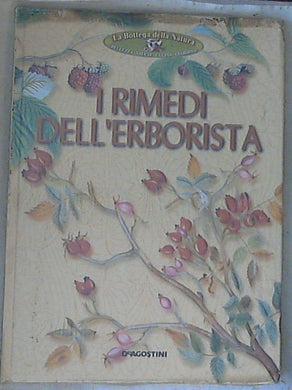 La Bottega della Natura
I RIMEDI
DELL'ERBORISTA
DEAGOSTINI